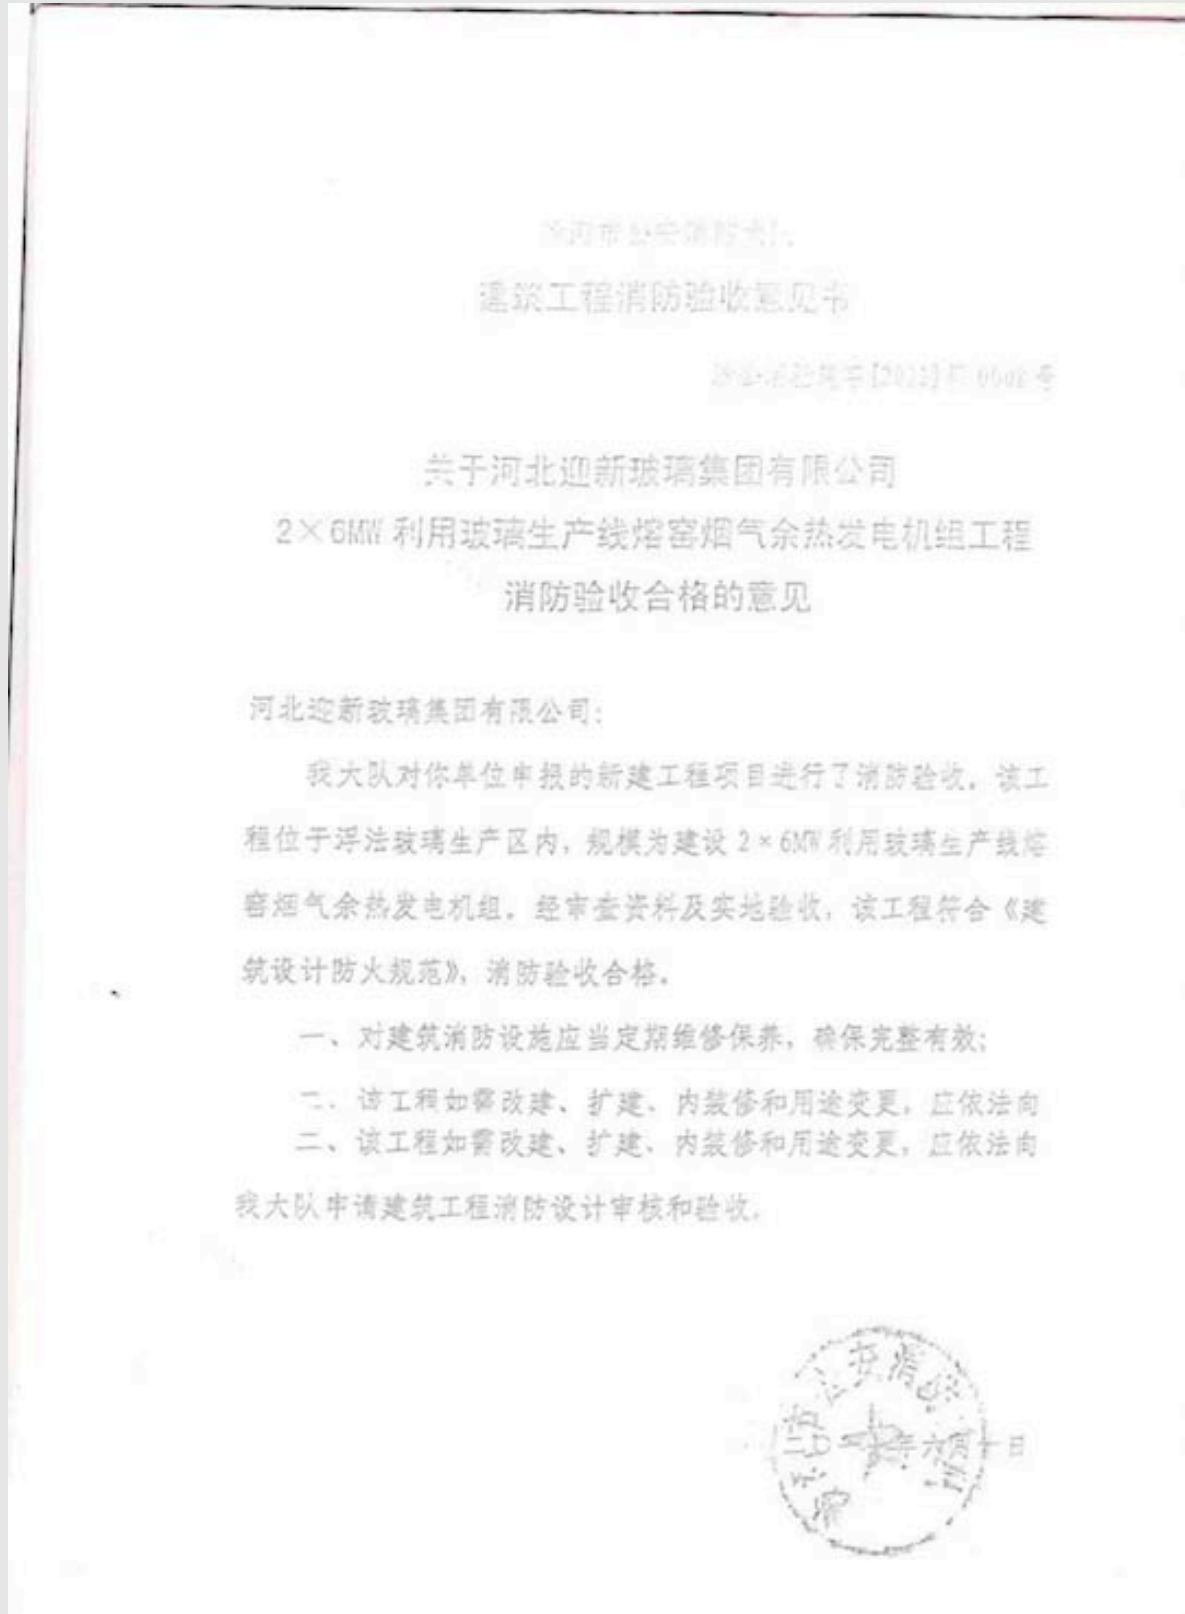 建筑工程消防验收意见书
关于河北迎新玻璃集团有限公司
2×6MW 利用玻璃生产线熔窑烟气余热发电机组工程
消防验收合格的意见
河北迎新玻璃集团有限公司:
我大队对你单位申报的新建工程项目进行了消防验收。该工
程位于浮法玻璃生产区内，规模为建设 2×6MW 利用玻璃生产线熔
窑烟气余热发电机组。经审查资料及实地验收，该工程符合《建
筑设计防火规范》，消防验收合格。
一、对建筑消防设施应当定期维修保养，确保完整有效;
二、该工程如需改建、扩建、内装修和用途变更，应依法向
二、该工程如需改建、扩建、内装修和用途变更，应依法向
我大队申请建筑工程消防设计审核和验收。
年六月十日